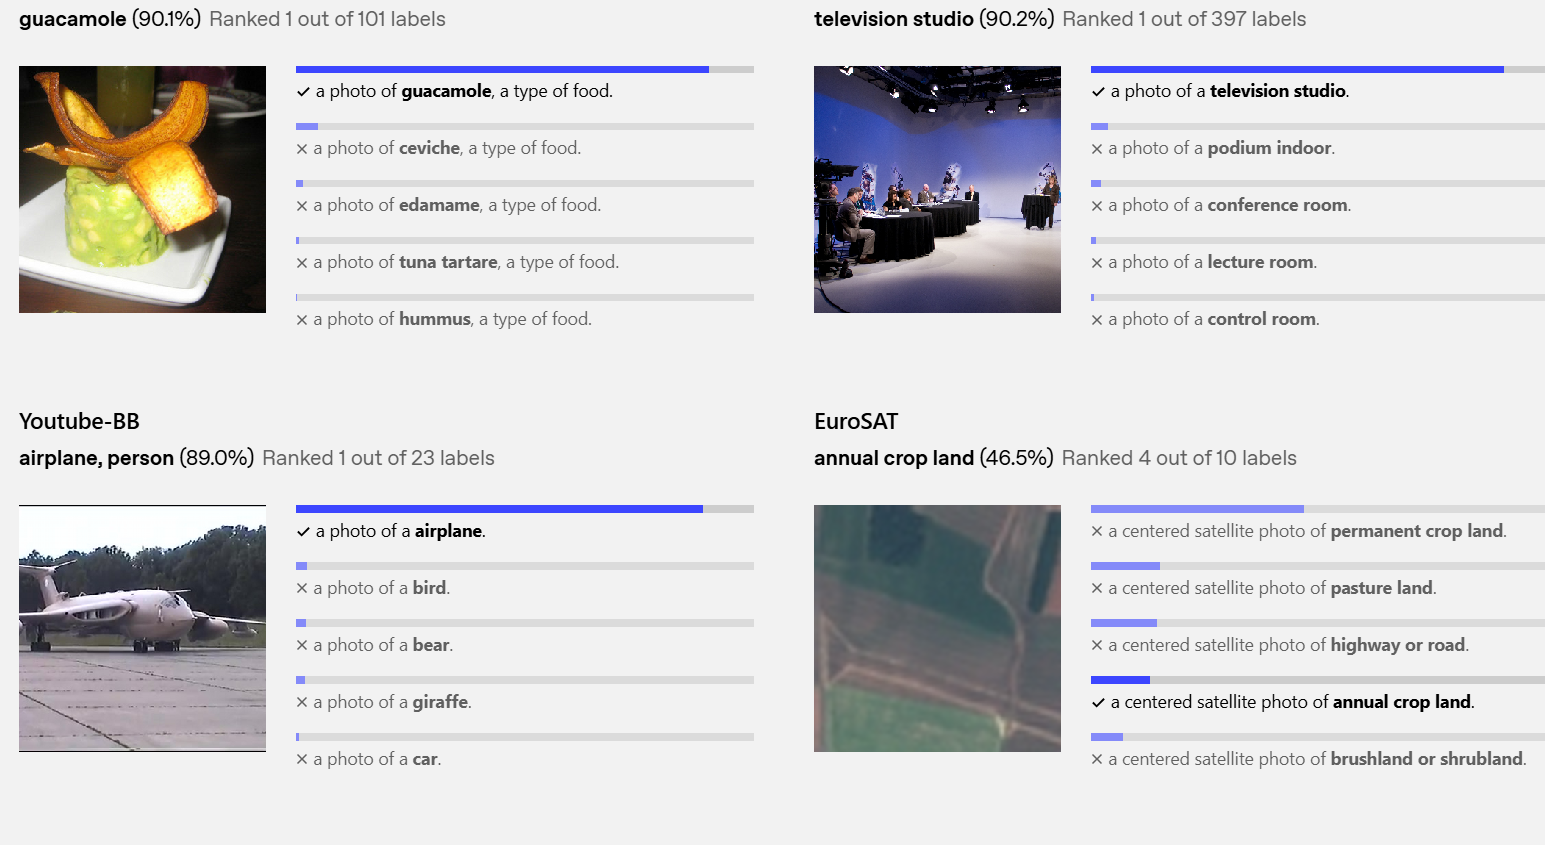 guacamole (90.1%) Ranked 1 out of 101 labels
✓ a photo of guacamole, a type of food.
× a photo of ceviche, a type of food.
× a photo of edamame, a type of food.
× a photo of tuna tartare, a type of food.
× a photo of hummus, a type of food.
television studio (90.2%) Ranked 1 out of 397 labels
✓ a photo of a television studio.
× a photo of a podium indoor.
× a photo of a conference room.
× a photo of a lecture room.
× a photo of a control room.
Youtube-BB
airplane, person (89.0%) Ranked 1 out of 23 labels
✓ a photo of a airplane.
× a photo of a bird.
× a photo of a bear.
× a photo of a giraffe.
× a photo of a car.
EuroSAT
annual crop land (46.5%) Ranked 4 out of 10 labels
× a centered satellite photo of permanent crop land.
× a centered satellite photo of pasture land.
× a centered satellite photo of highway or road.
✓ a centered satellite photo of annual crop land.
× a centered satellite photo of brushland or shrubland.